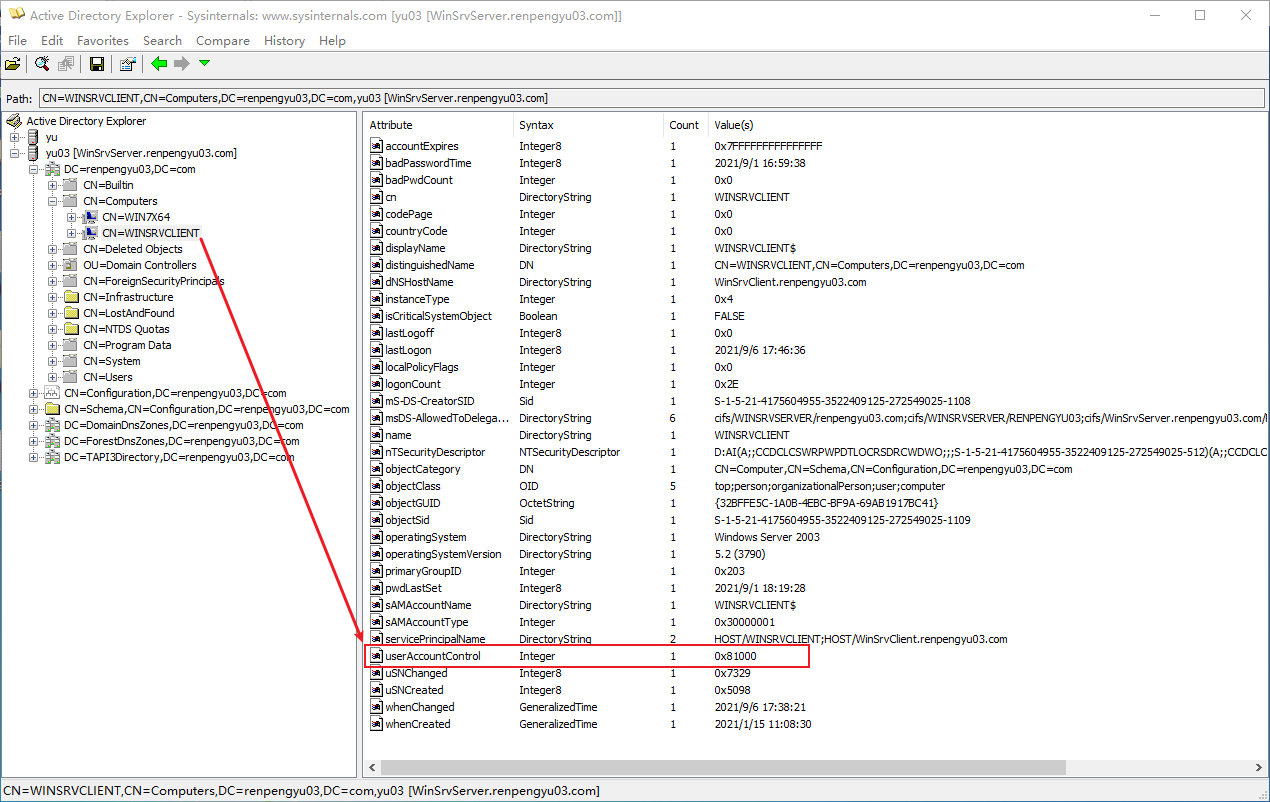 Active Directory Explorer - Sysinternals: www.sysinternals.com [yu03 [WinSrvServer.renpengyu03.com]]
File Edit Favorites Search Compare History Help
Path: CN=WINSRVCLIENT,CN=Computers,DC=renpengyu03,DC=com,yu03 [WinSrvServer.renpengyu03.com]
Active Directory Explorer
yu
yu03 [WinSrvServer.renpengyu03.com]
DC=renpengyu03,DC=com
CN=Builtin
CN=Computers
CN=WIN7X64
CN=WINSRVCLIENT
CN=Deleted Objects
OU=Domain Controllers
CN=ForeignSecurityPrincipals
CN=Infrastructure
CN=LostAndFound
CN=NTDS Quotas
CN=Program Data
CN=System
CN=Users
CN=Configuration,DC=renpengyu03,DC=com
CN=Schema,CN=Configuration,DC=renpengyu03,DC=com
DC=DomainDnsZones,DC=renpengyu03,DC=com
DC=ForestDnsZones,DC=renpengyu03,DC=com
DC=TAPI3Directory,DC=renpengyu03,DC=com
Attribute Syntax Count Value(s)
accountExpires Integer8 1 0x7FFFFFFFFFFFFFFF
badPasswordTime Integer8 1 2021/9/1 16:59:38
badPwdCount Integer 1 0x0
cn DirectoryString 1 WINSRVCLIENT
codePage Integer 1 0x0
countryCode Integer 1 0x0
displayName DirectoryString 1 WINSRVCLIENT$
distinguishedName DN 1 CN=WINSRVCLIENT,CN=Computers,DC=renpengyu03,DC=com
dNSHostName DirectoryString 1 WinSrvClient.renpengyu03.com
instanceType Integer 1 0x4
isCriticalSystemObject Boolean 1 FALSE
lastLogoff Integer8 1 0x0
lastLogon Integer8 1 2021/9/6 17:46:36
localPolicyFlags Integer 1 0x0
logonCount Integer 1 0x2E
mS-DS-CreatorSID Sid 1 S-1-5-21-4175604955-3522409125-272549025-1108
msDS-AllowedToDelega... DirectoryString 6 cifs/WINSRVSERVER/renpengyu03.com;cifs/WINSRVSERVER/RENPENGYU03;cifs/WinSrvServer.renpengyu03.com/
name DirectoryString 1 WINSRVCLIENT
nTSecurityDescriptor NTSecurityDescriptor 1 D:AI(A;;CCDCLCSWRPWPDTLOCRSDRCWDWO;;;S-1-5-21-4175604955-3522409125-272549025-512)(A;;CCDCLC
objectCategory DN 1 CN=Computer,CN=Schema,CN=Configuration,DC=renpengyu03,DC=com
objectClass OID 5 top;person;organizationalPerson;user;computer
objectGUID OctetString 1 {32BFFE5C-1A0B-4EBC-BF9A-69AB1917BC41}
objectSid Sid 1 S-1-5-21-4175604955-3522409125-272549025-1109
operatingSystem DirectoryString 1 Windows Server 2003
operatingSystemVersion DirectoryString 1 5.2 (3790)
primaryGroupID Integer 1 0x203
pwdLastSet Integer8 1 2021/9/1 18:19:28
sAMAccountName DirectoryString 1 WINSRVCLIENT$
sAMAccountType Integer 1 0x30000001
servicePrincipalName DirectoryString 2 HOST/WINSRVCLIENT;HOST/WinSrvClient.renpengyu03.com
userAccountControl Integer 1 0x81000
uSNChanged Integer8 1 0x7329
uSNCreated Integer8 1 0x5098
whenChanged GeneralizedTime 1 2021/9/6 17:38:21
whenCreated GeneralizedTime 1 2021/1/15 11:08:30
CN=WINSRVCLIENT,CN=Computers,DC=renpengyu03,DC=com,yu03 [WinSrvServer.renpengyu03.com]